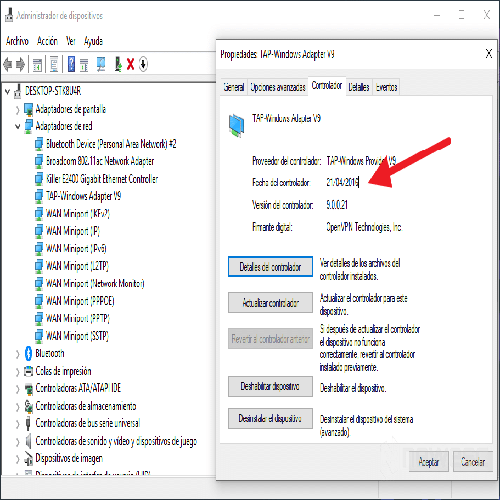 Administrador de dispositivos
Archivo Acción Ver Ayuda
DESKTOP-STK8U4R
Adaptadores de pantalla
Adaptadores de red
Bluetooth Device (Personal Area Network) #2
Broadcom 802.11ac Network Adapter
Killer E2400 Gigabit Ethernet Controller
TAP-Windows Adapter V9
WAN Miniport (IKEv2)
WAN Miniport (IP)
WAN Miniport (IPv6)
WAN Miniport (L2TP)
WAN Miniport (Network Monitor)
WAN Miniport (PPPOE)
WAN Miniport (PPTP)
WAN Miniport (SSTP)
Bluetooth
Colas de impresión
Controladoras ATA/ATAPI IDE
Controladoras de almacenamiento
Controladoras de bus serie universal
Controladoras de sonido y vídeo y dispositivos de juego
Dispositivos de imagen
Propiedades: TAP-Windows Adapter V9
General Opciones avanzadas Controlador Detalles Eventos
TAP-Windows Adapter V9
Proveedor del controlador: TAP-Windows Provider V9
Fecha del controlador: 21/04/2016
Versión del controlador: 9.0.0.21
Firmante digital: OpenVPN Technologies, Inc.
Detalles del controlador
Ver detalles de los archivos del
controlador instalados.
Actualizar controlador
Actualizar el controlador para este
dispositivo.
Revertir al controlador anterior
Si después de actualizar el controlador
el dispositivo no funciona
correctamente, revertir al controlador
instalado previamente.
Deshabilitar dispositivo
Deshabilitar el dispositivo.
Desinstalar el dispositivo
Desinstalar el dispositivo del sistema
(avanzado).
Aceptar Cancelar